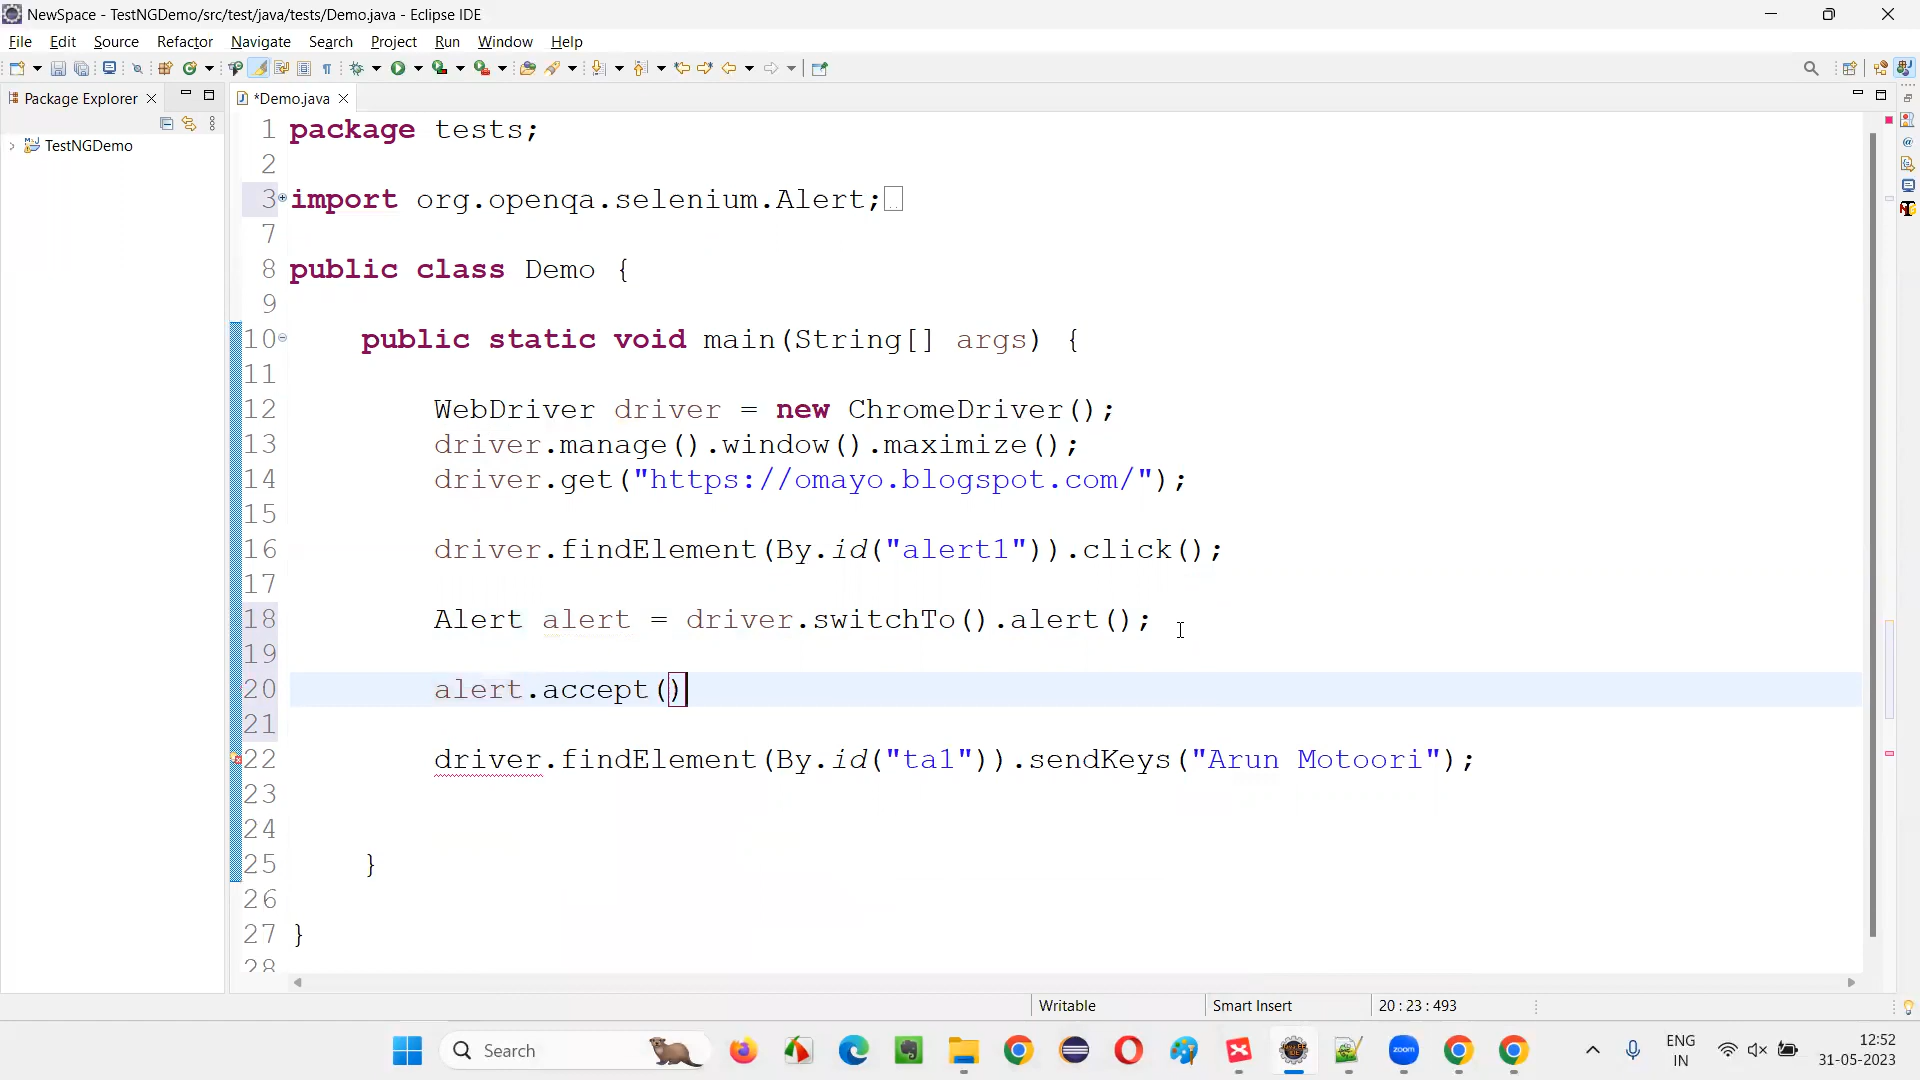 NewSpace - TestNGDemo/src/test/java/tests/Demo.java - Eclipse IDE
File Edit Source Refactor Navigate Search Project Run Window Help
Package Explorer
*Demo.java
TestNGDemo
1 package tests;
2
3 import org.openqa.selenium.Alert;
7
8 public class Demo {
9
10 public static void main(String[] args) {
11
12 WebDriver driver = new ChromeDriver();
13 driver.manage().window().maximize();
14 driver.get("https://omayo.blogspot.com/");
15
16 driver.findElement(By.id("alert1")).click();
17
18 Alert alert = driver.switchTo().alert();
19
20 alert.accept()
21
22 driver.findElement(By.id("ta1")).sendKeys("Arun Motoori");
23
24
25 }
26
27 }
28
Writable Smart Insert 20 : 23 : 493
Search
zoom
ENG
IN
12:52
31-05-2023